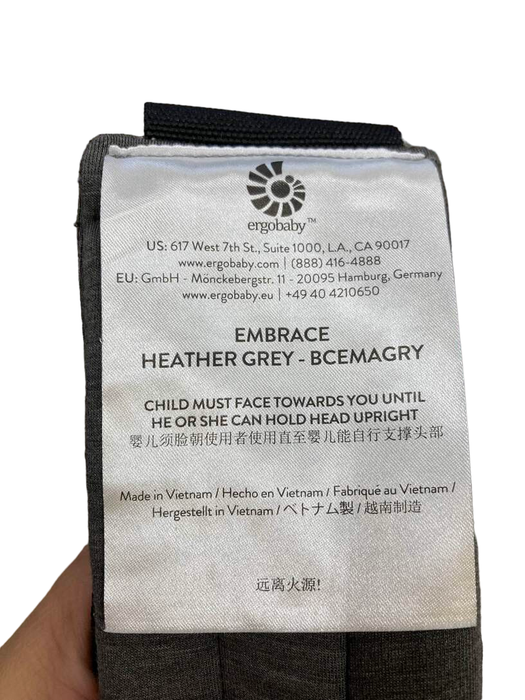 ergobaby™
US: 617 West 7th St., Suite 1000, L.A., CA 90017
www.ergobaby.com | (888) 416-4888
EU: GmbH - Mönckebergstr. 11 - 20095 Hamburg, Germany
www.ergobaby.eu | +49 40 4210650
EMBRACE
HEATHER GREY - BCEMAGRY
CHILD MUST FACE TOWARDS YOU UNTIL
HE OR SHE CAN HOLD HEAD UPRIGHT
婴儿须脸朝使用者使用直至婴儿能自行支撑头部
Made in Vietnam / Hecho en Vietnam / Fabriqué au Vietnam /
Hergestellt in Vietnam / ベトナム製 / 越南制造
远离火源!